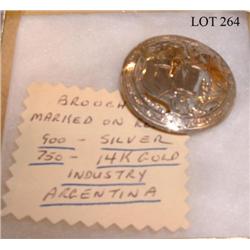 LOT 264
BROOCH
MARKED ON
900 - SILVER
750 - 14K GOLD
INDUSTRY
ARGENTINA